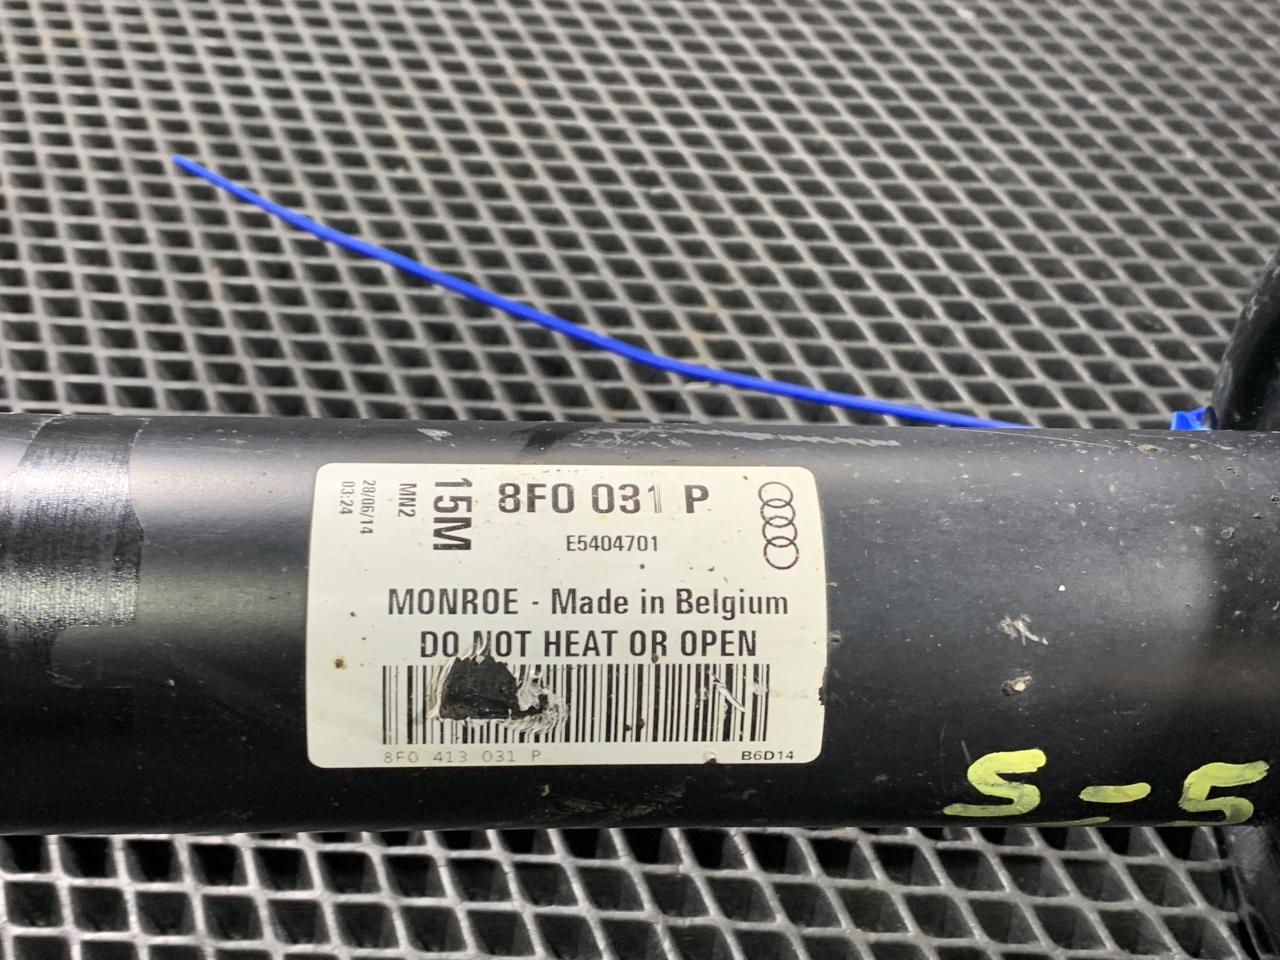 8F0 031 P
E5404701
15M
MN2
28/06/14
03:24
MONROE - Made in Belgium
DO NOT HEAT OR OPEN
8F0 413 031 P
B6D14
S-5